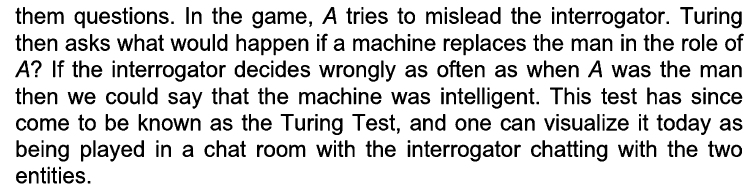 them questions. In the game, A tries to mislead the interrogator. Turing
then asks what would happen if a machine replaces the man in the role of
A? If the interrogator decides wrongly as often as when A was the man
then we could say that the machine was intelligent. This test has since
come to be known as the Turing Test, and one can visualize it today as
being played in a chat room with the interrogator chatting with the two
entities.